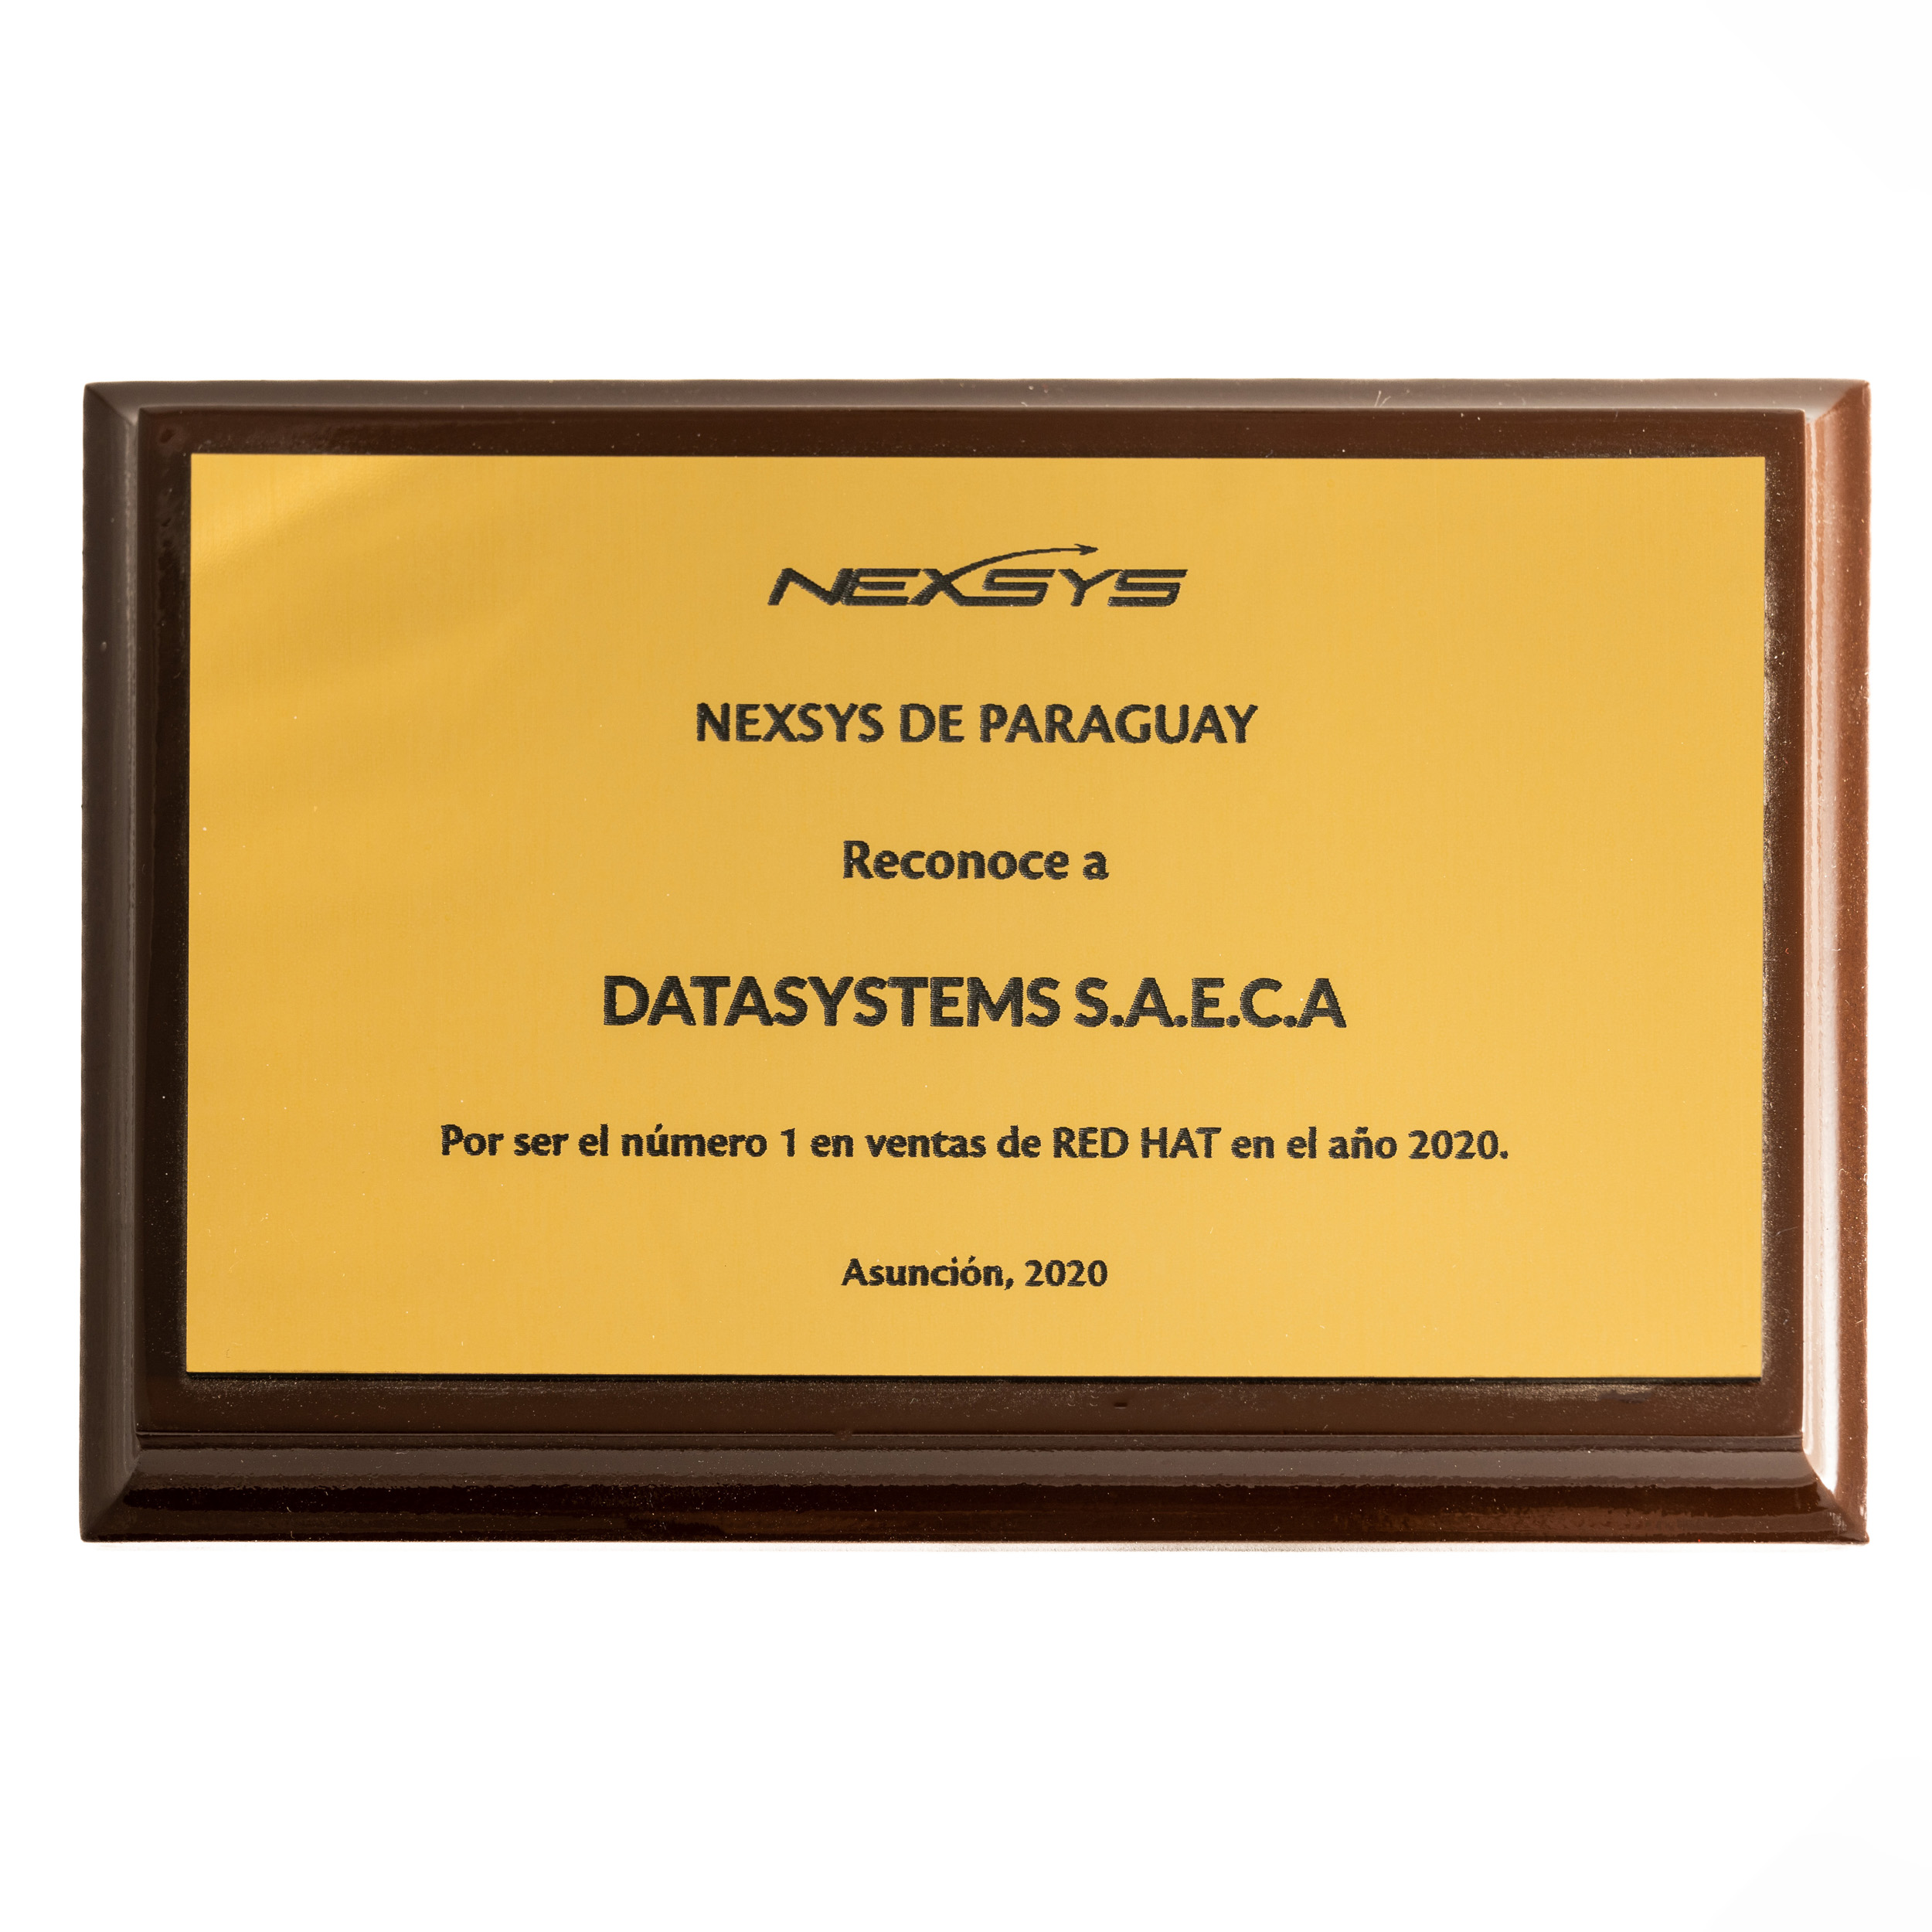 NEXSYS
NEXSYS DE PARAGUAY
Reconoce a
DATASYSTEMS S.A.E.C.A
Por ser el número 1 en ventas de RED HAT en el año 2020.
Asunción, 2020